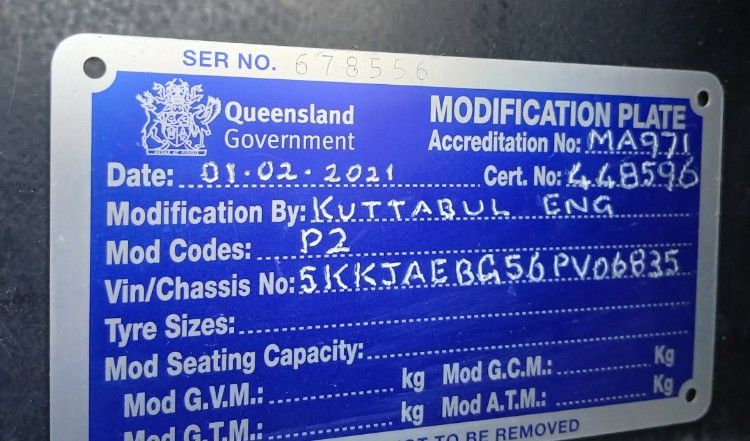 SER NO. 678556
Queensland Government
MODIFICATION PLATE
Accreditation No: MA971
Date: 01.02.2021 Cert. No: 448596
Modification By: KUTTABUL ENG
Mod Codes: P2
Vin/Chassis No: 5KKJAEBG56PV06835
Tyre Sizes:
Mod Seating Capacity:
Mod G.V.M.: kg Mod G.C.M.: Kg
Mod G.T.M.: kg Mod A.T.M.: Kg
TO BE REMOVED